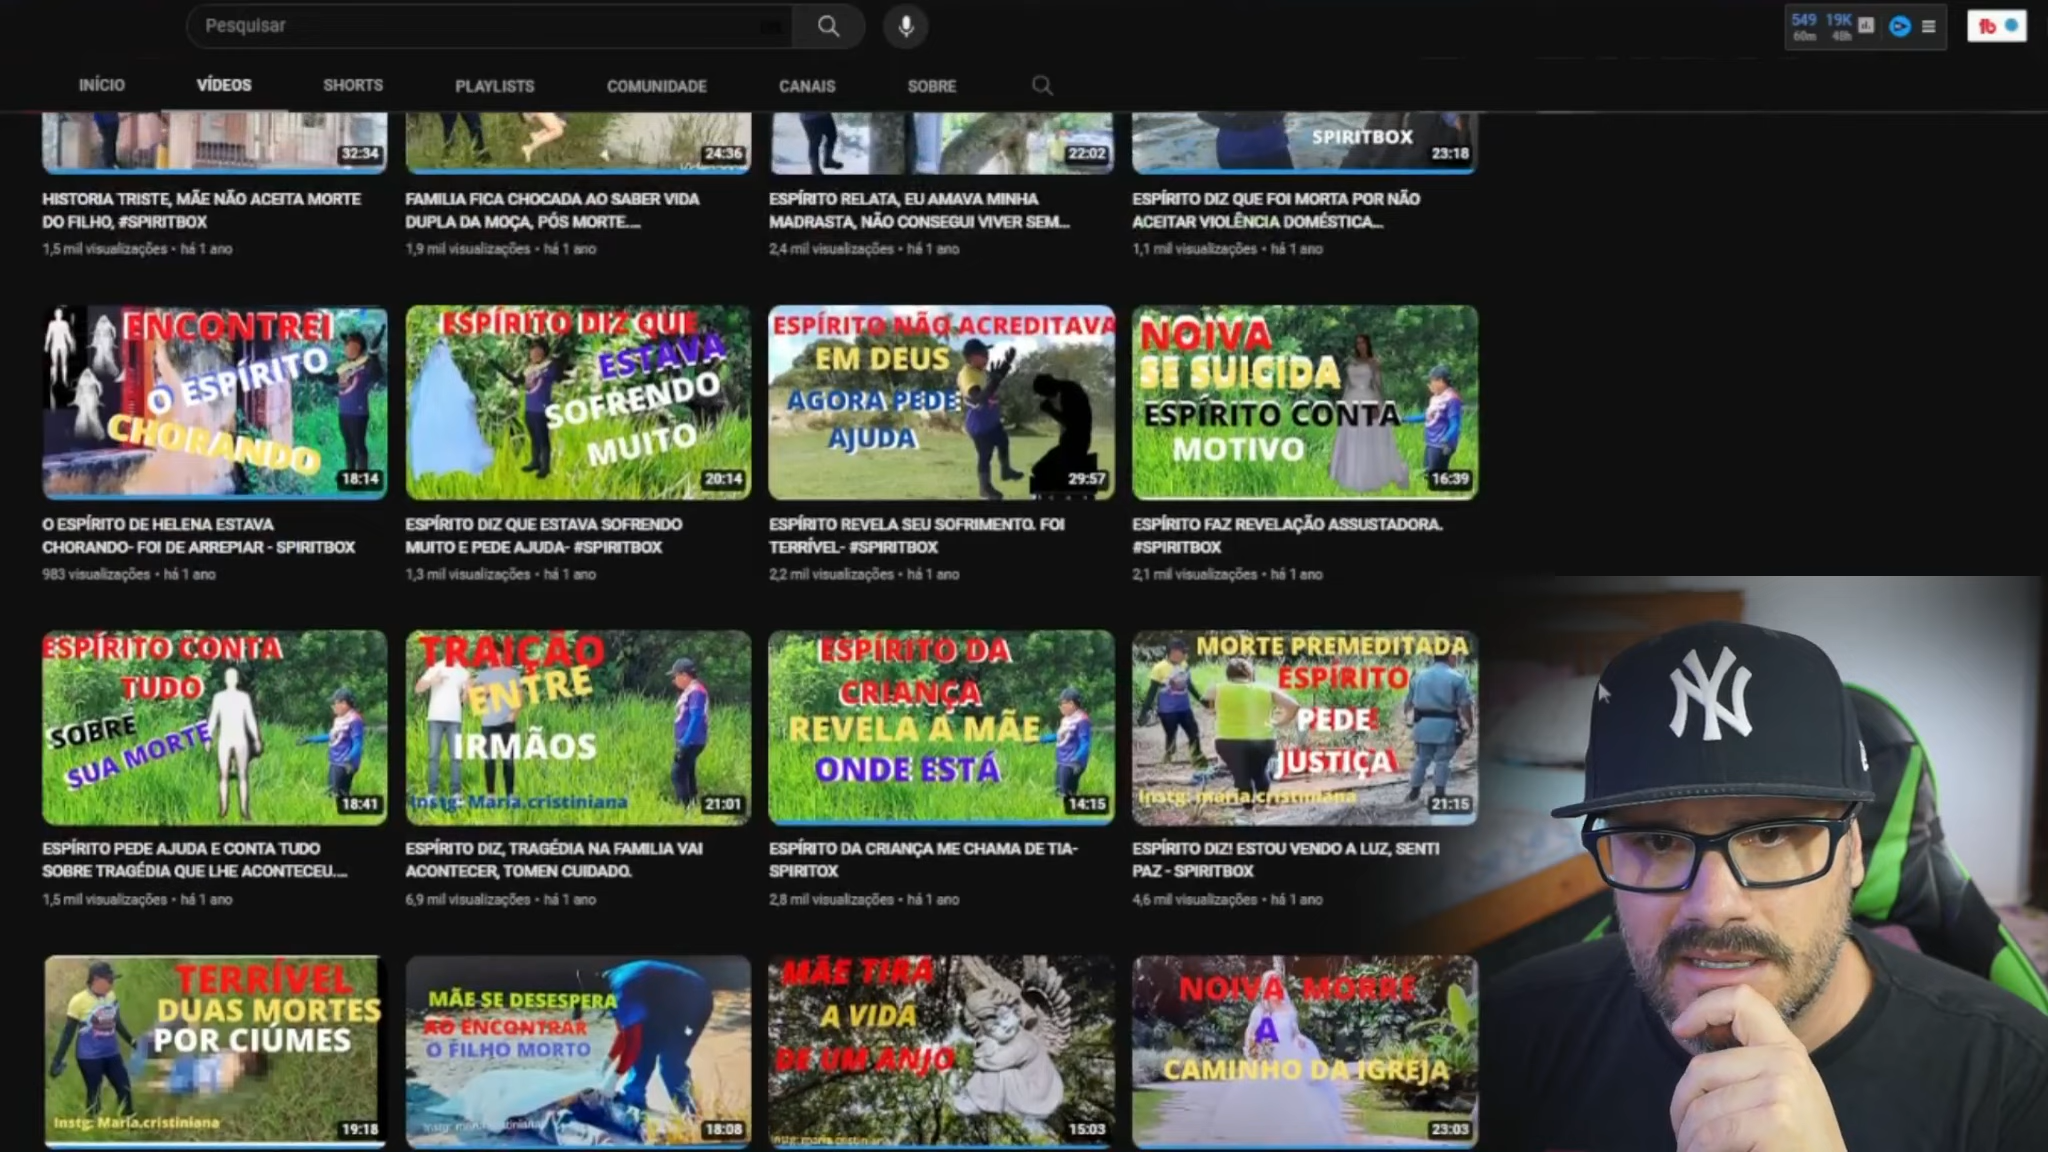 Pesquisar
549 19K
60m 48h
INÍCIO VÍDEOS SHORTS PLAYLISTS COMUNIDADE CANAIS SOBRE
32:34
24:36
22:02
SPIRITBOX
23:18
HISTORIA TRISTE, MÃE NÃO ACEITA MORTE
DO FILHO, #SPIRITBOX
1,5 mil visualizações • há 1 ano
FAMILIA FICA CHOCADA AO SABER VIDA
DUPLA DA MOÇA, PÓS MORTE....
1,9 mil visualizações • há 1 ano
ESPÍRITO RELATA, EU AMAVA MINHA
MADRASTA, NÃO CONSEGUI VIVER SEM...
2,4 mil visualizações • há 1 ano
ESPÍRITO DIZ QUE FOI MORTA POR NÃO
ACEITAR VIOLÊNCIA DOMÉSTICA...
1,1 mil visualizações • há 1 ano
ENCONTREI
O ESPÍRITO
CHORANDO
18:14
ESPÍRITO DIZ QUE
ESTAVA
SOFRENDO
MUITO
20:14
ESPÍRITO NÃO ACREDITAVA
EM DEUS
AGORA PEDE
AJUDA
29:57
NOIVA
SE SUICIDA
ESPÍRITO CONTA
MOTIVO
16:39
O ESPÍRITO DE HELENA ESTAVA
CHORANDO- FOI DE ARREPIAR - SPIRITBOX
983 visualizações • há 1 ano
ESPÍRITO DIZ QUE ESTAVA SOFRENDO
MUITO E PEDE AJUDA- #SPIRITBOX
1,3 mil visualizações • há 1 ano
ESPÍRITO REVELA SEU SOFRIMENTO. FOI
TERRÍVEL- #SPIRITBOX
2,2 mil visualizações • há 1 ano
ESPÍRITO FAZ REVELAÇÃO ASSUSTADORA.
#SPIRITBOX
2,1 mil visualizações • há 1 ano
ESPÍRITO CONTA
TUDO
SOBRE
SUA MORTE
18:41
TRAIÇÃO
ENTRE
IRMÃOS
Instg: Maria.cristiniana
21:01
ESPÍRITO DA
CRIANÇA
REVELA A MÃE
ONDE ESTÁ
14:15
MORTE PREMEDITADA
ESPÍRITO
PEDE
JUSTIÇA
Instg: maria.cristiniana
21:15
NY
ESPÍRITO PEDE AJUDA E CONTA TUDO
SOBRE TRAGÉDIA QUE LHE ACONTECEU....
1,5 mil visualizações • há 1 ano
ESPÍRITO DIZ, TRAGÉDIA NA FAMILIA VAI
ACONTECER, TOMEN CUIDADO.
6,9 mil visualizações • há 1 ano
ESPÍRITO DA CRIANÇA ME CHAMA DE TIA-
SPIRITOX
2,8 mil visualizações • há 1 ano
ESPÍRITO DIZ! ESTOU VENDO A LUZ, SENTI
PAZ - SPIRITBOX
4,6 mil visualizações • há 1 ano
TERRÍVEL
DUAS MORTES
POR CIÚMES
Instg: Maria.cristiniana
19:18
MÃE SE DESESPERA
AO ENCONTRAR
O FILHO MORTO
18:08
MÃE TIRA
A VIDA
DE UM ANJO
15:03
NOIVA MORRE
A
CAMINHO DA IGREJA
23:03